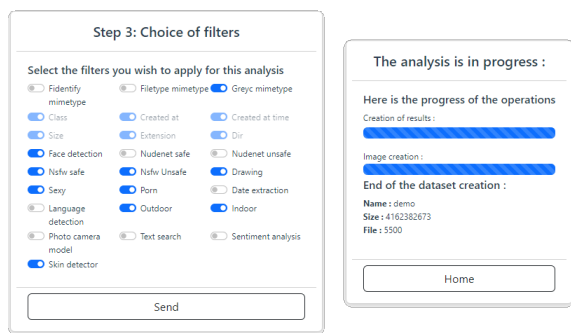 Step 3: Choice of filters
Select the filters you wish to apply for this analysis
Fidentify mimetype
Filetype mimetype
Greyc mimetype
Class
Created at
Created at time
Size
Extension
Dir
Face detection
Nudenet safe
Nudenet unsafe
Nsfw safe
Nsfw Unsafe
Drawing
Sexy
Porn
Date extraction
Language detection
Outdoor
Indoor
Photo camera model
Text search
Sentiment analysis
Skin detector
Send
The analysis is in progress :
Here is the progress of the operations
Creation of results :
Image creation :
End of the dataset creation :
Name : demo
Size : 4162382673
File : 5500
Home